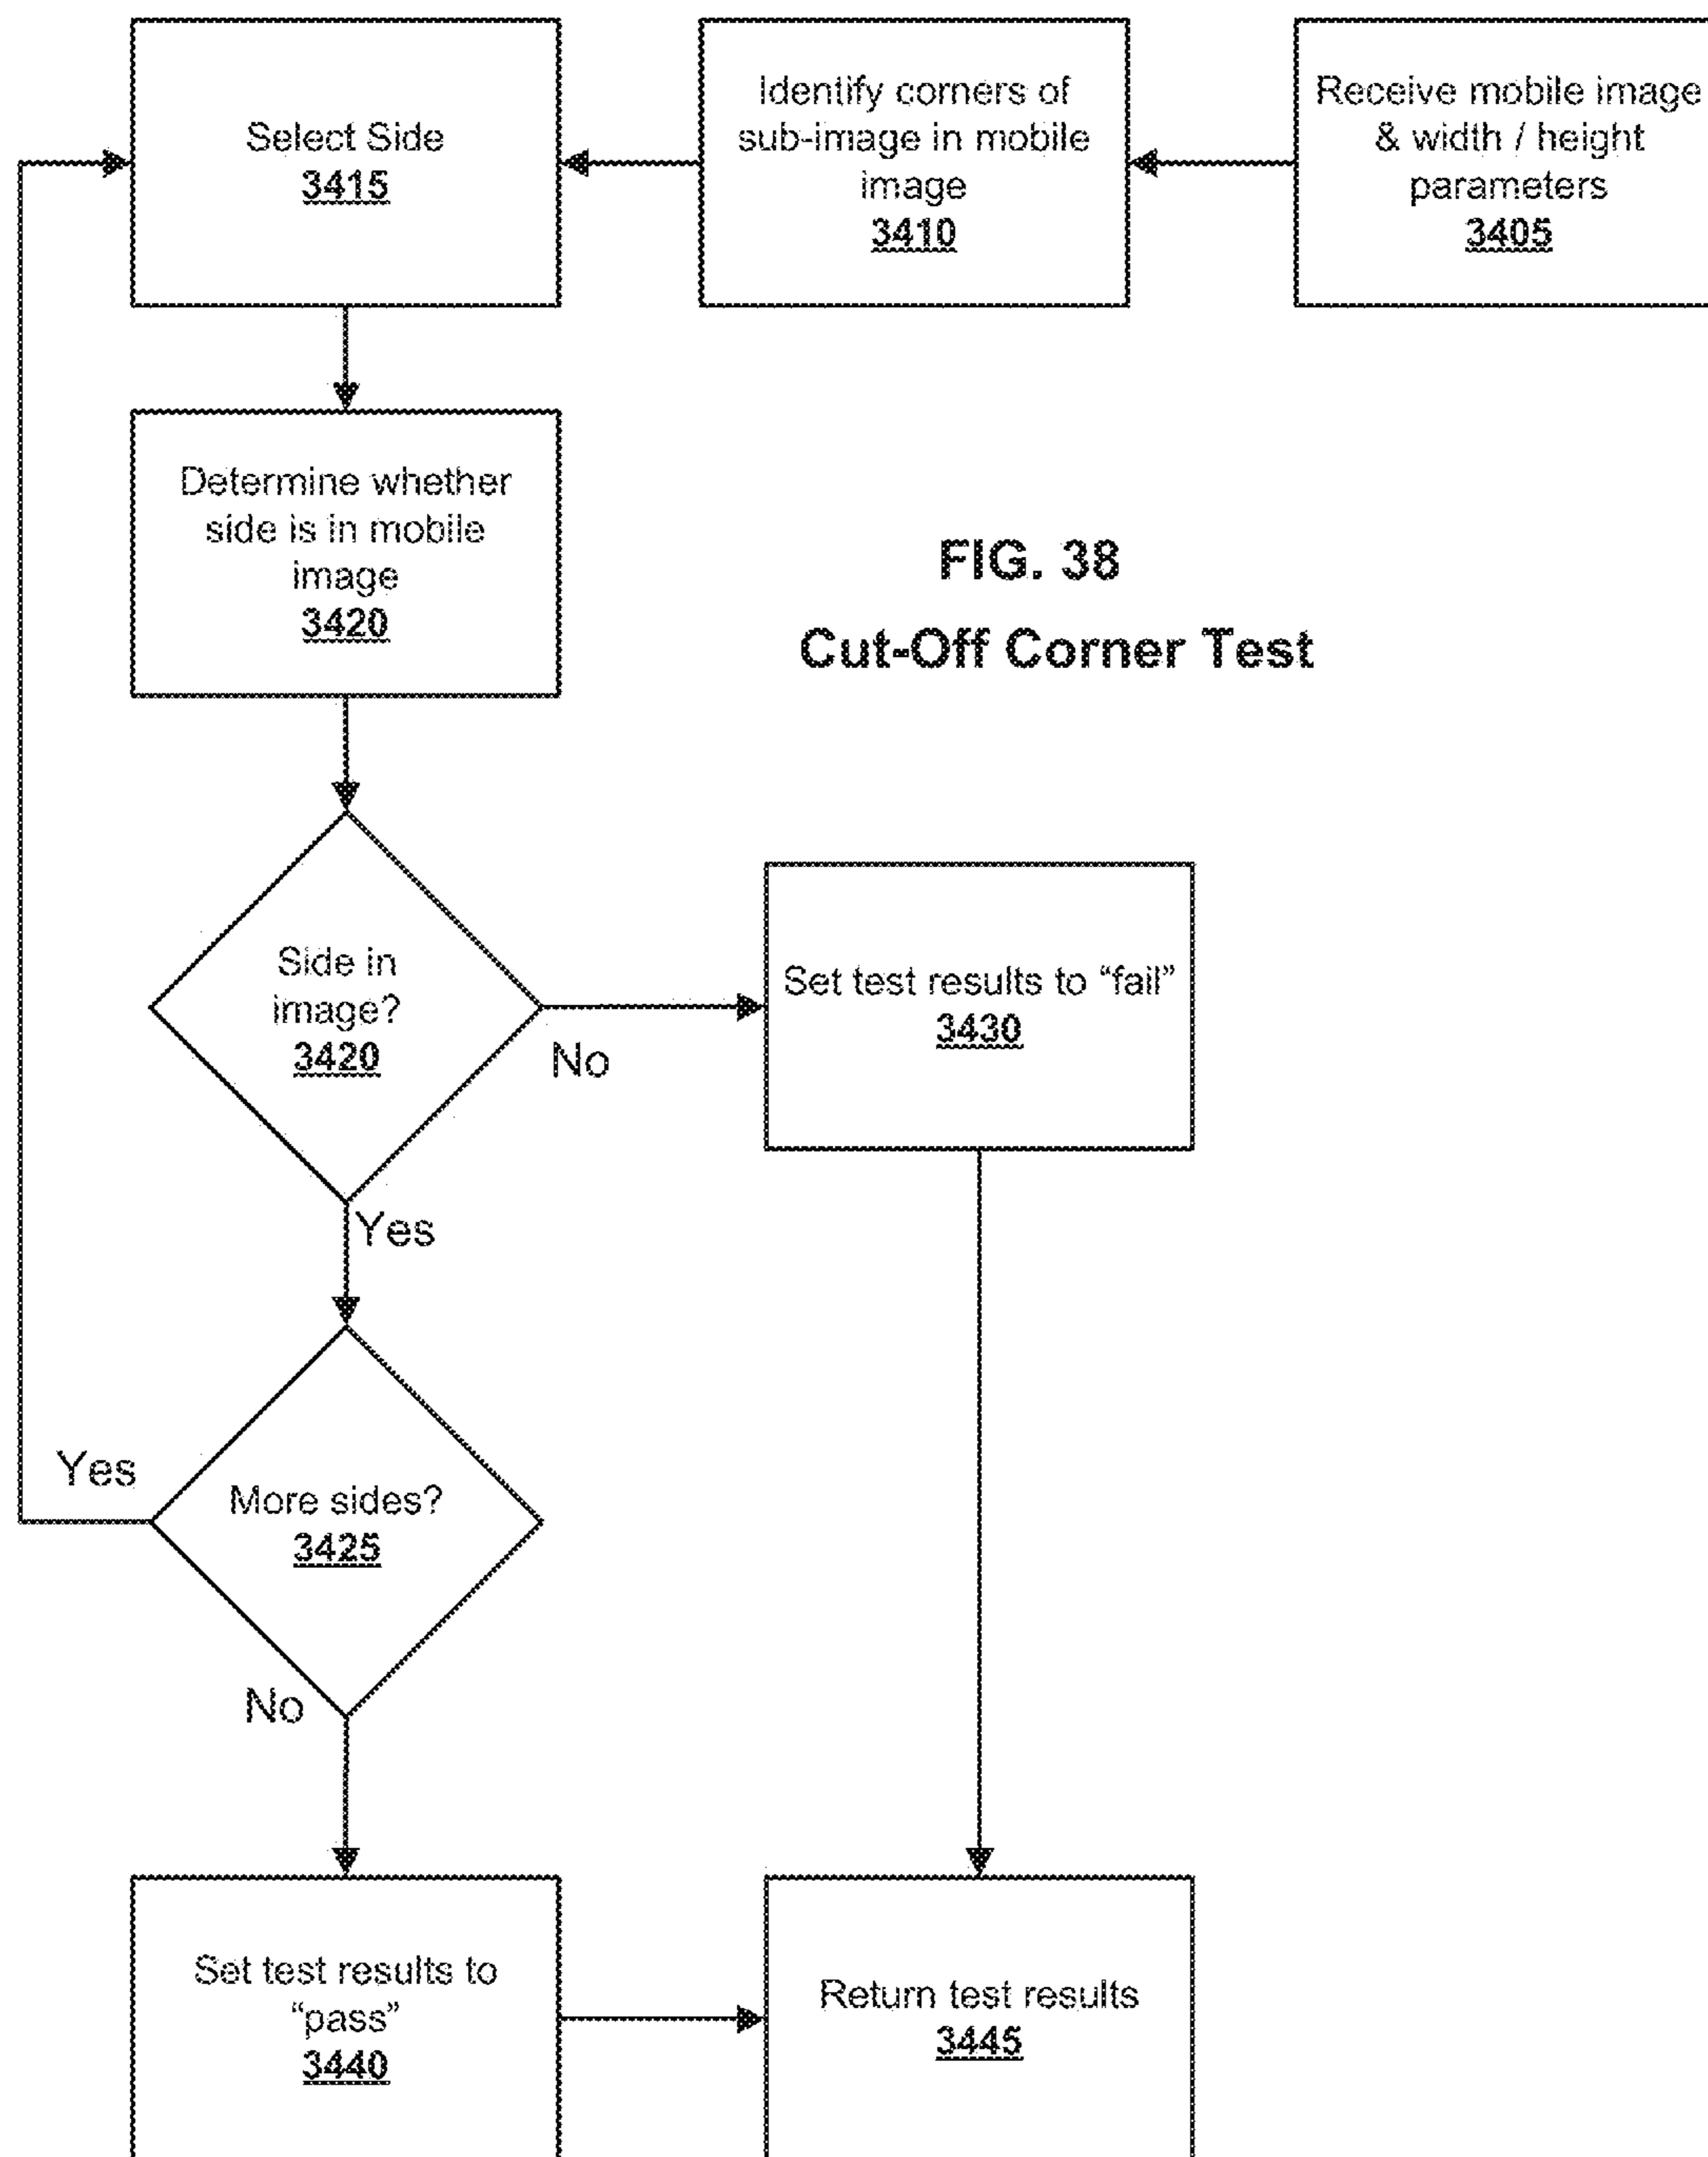 Select Side
3415
Identify corners of
sub-image in mobile
image
3410
Receive mobile image
& width / height
parameters
3405
Determine whether
side is in mobile
image
3420
FIG. 38
Cut-Off Corner Test
Side in
image?
3420
No
Set test results to “fail”
3430
Yes
More sides?
3425
Yes
No
Set test results to
“pass”
3440
Return test results
3445